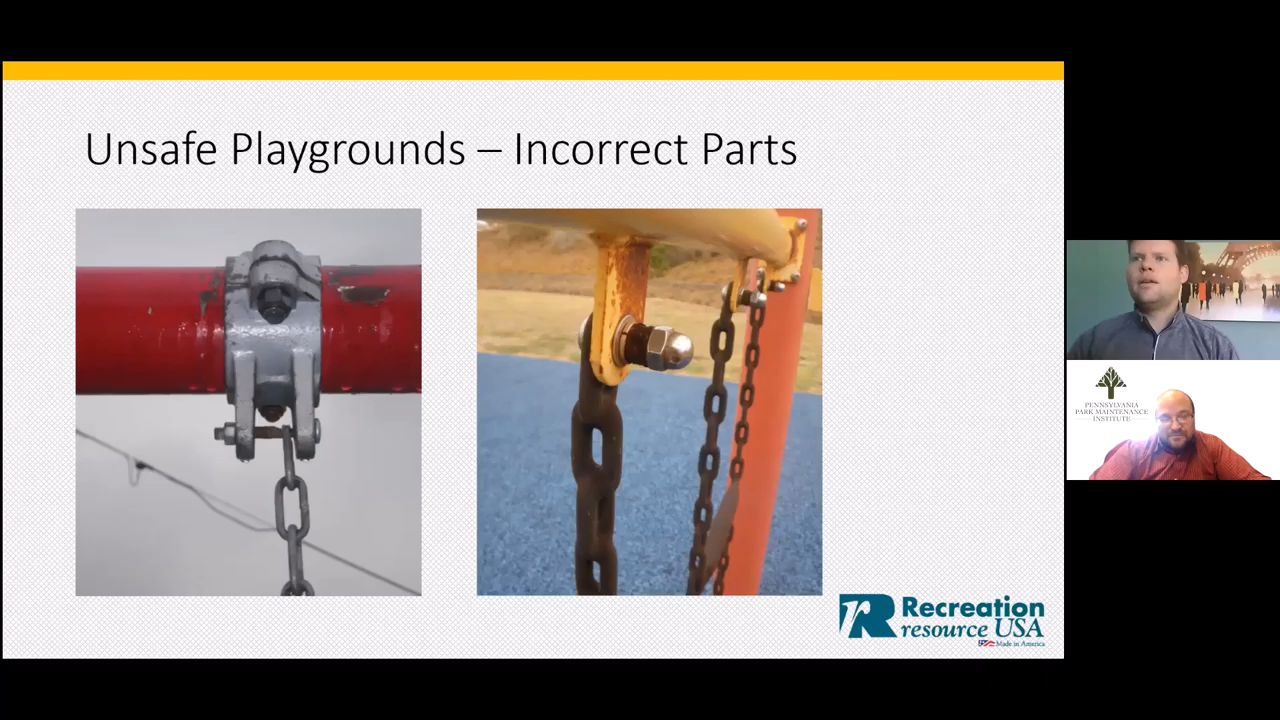 Unsafe Playgrounds – Incorrect Parts
Recreation
resource USA
Made in America
PENNSYLVANIA
PARK MAINTENANCE
INSTITUTE